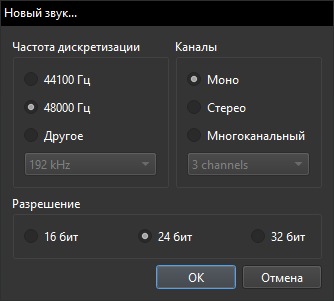 Новый звук...
Частота дискретизации
Каналы
44100 Гц
Моно
48000 Гц
Стерео
Другое
Многоканальный
192 kHz
3 channels
Разрешение
16 бит
24 бит
32 бит
OK
Отмена